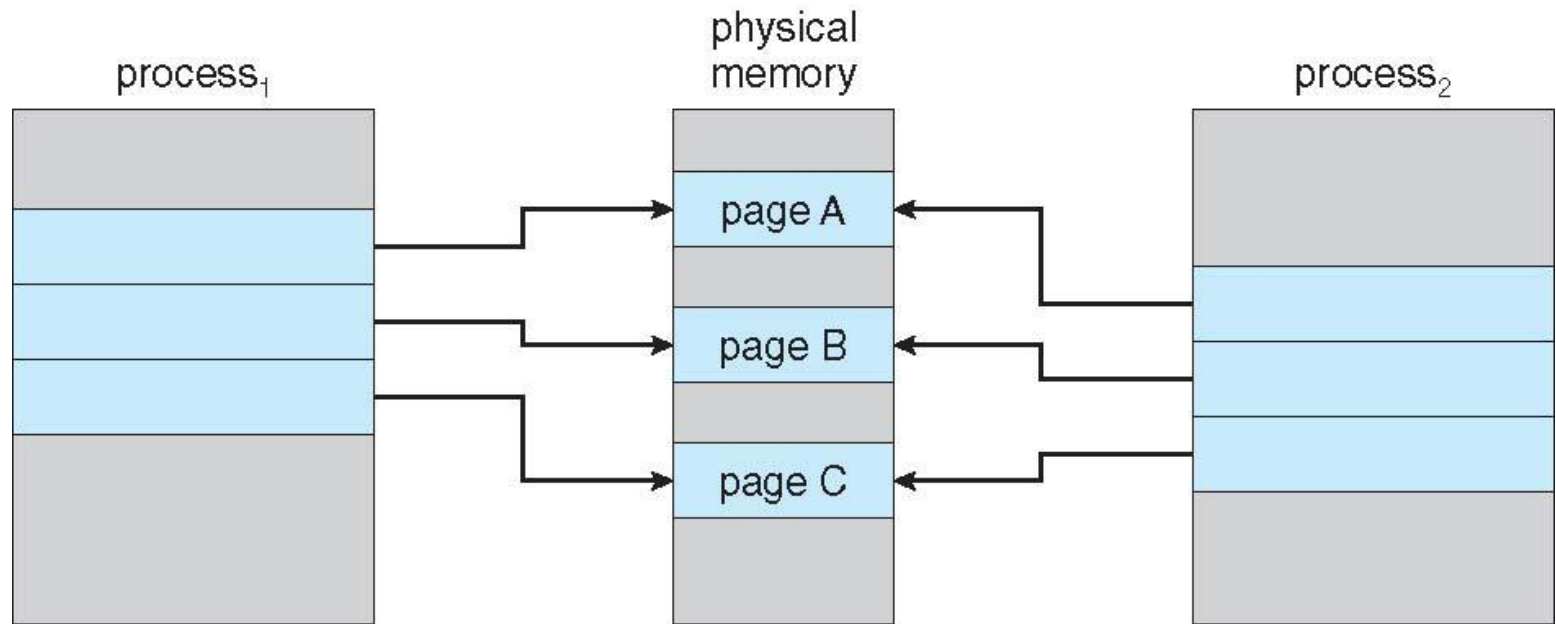 physical
memory
process₁
process₂
page A
page B
page C